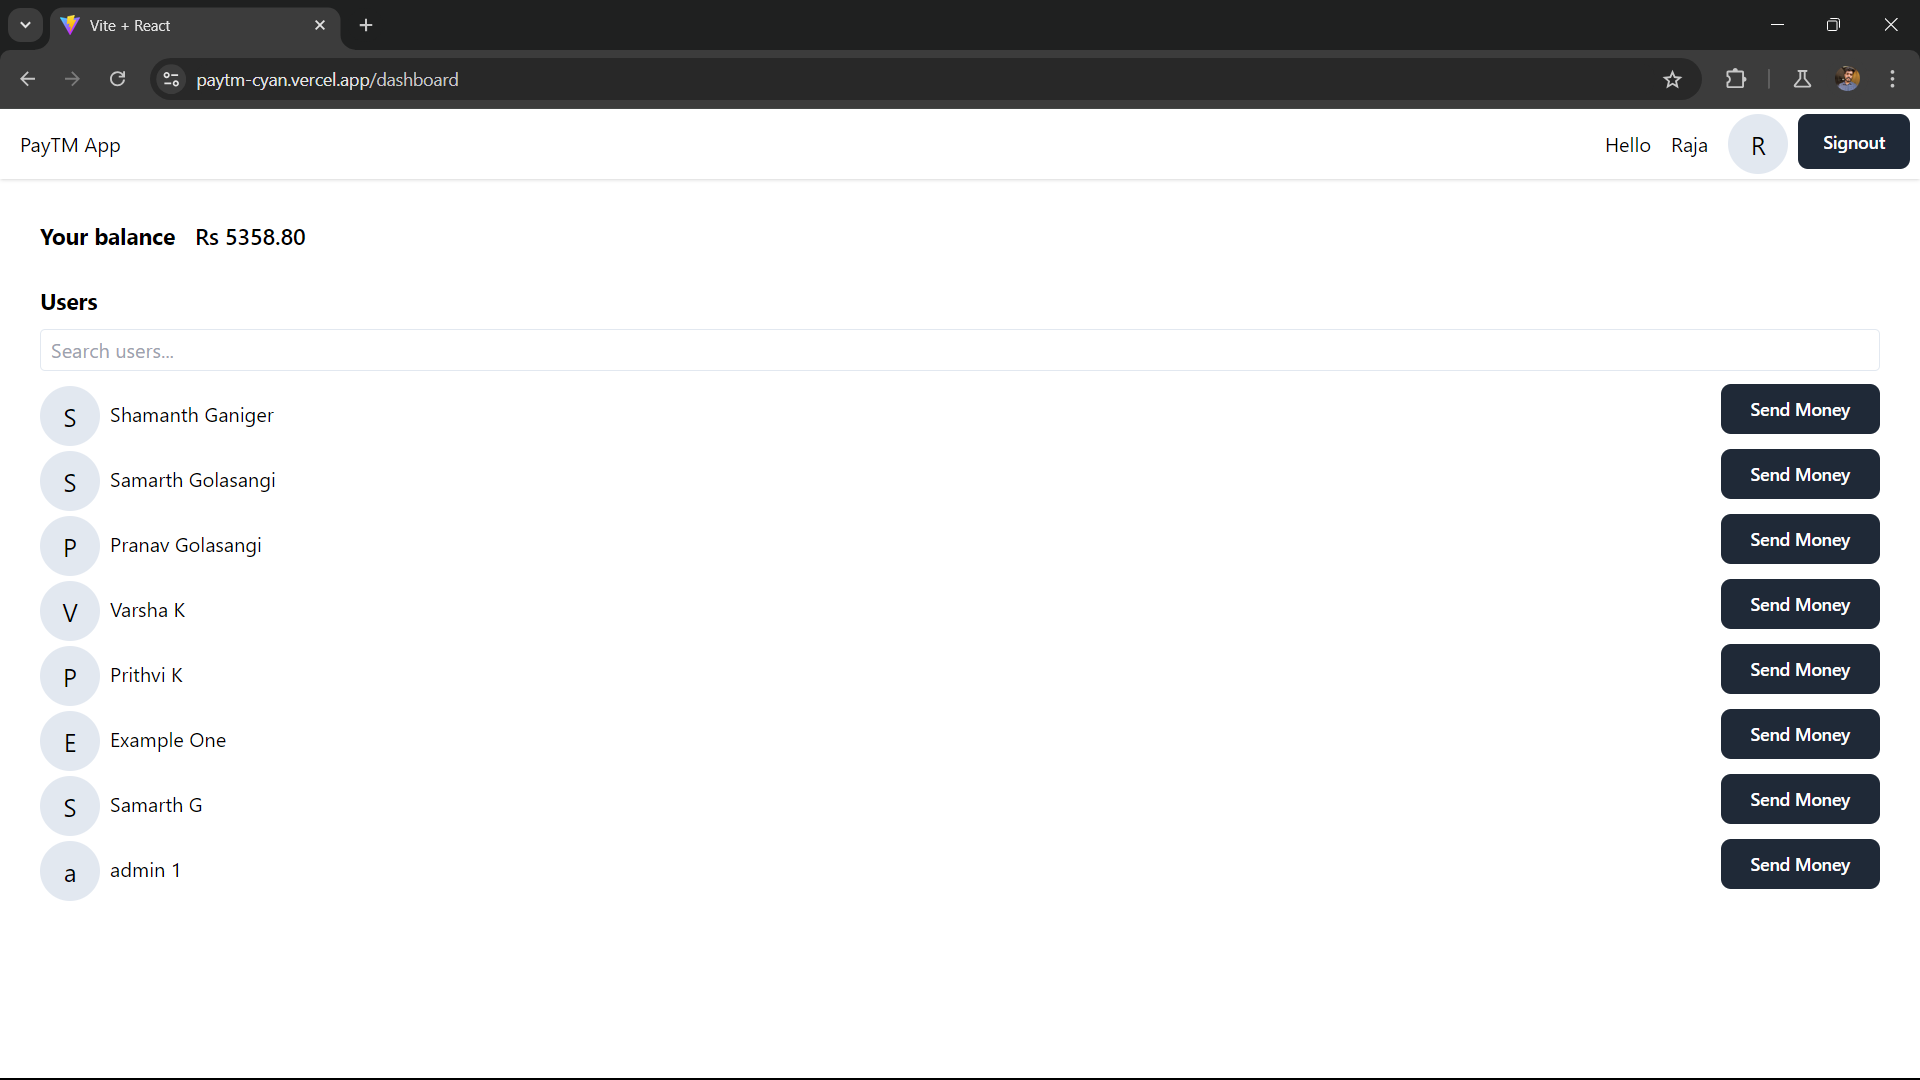 Vite + React
paytm-cyan.vercel.app/dashboard
PayTM App Hello Raja R Signout
Your balance Rs 5358.80
Users
Search users...
S Shamanth Ganiger Send Money
S Samarth Golasangi Send Money
P Pranav Golasangi Send Money
V Varsha K Send Money
P Prithvi K Send Money
E Example One Send Money
S Samarth G Send Money
a admin 1 Send Money